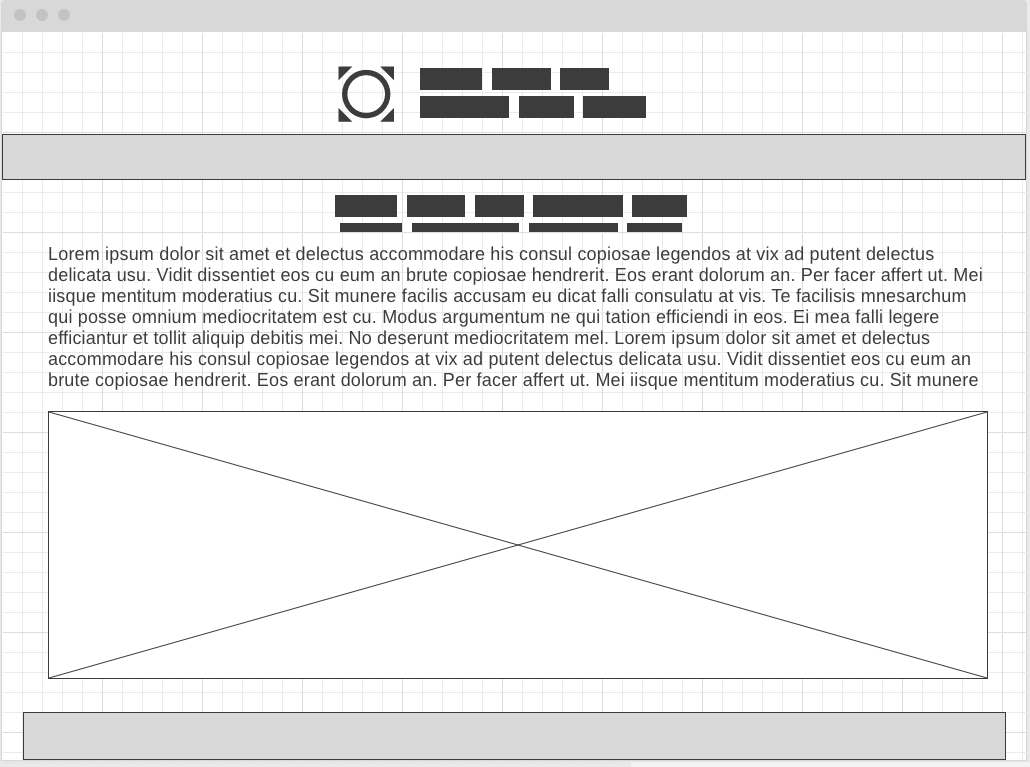 Lorem ipsum dolor sit amet et delectus accommodare his consul copiosae legendos at vix ad putent delectus
delicata usu. Vidit dissentiet eos cu eum an brute copiosae hendrerit. Eos erant dolorum an. Per facer affert ut. Mei
iisque mentitum moderatius cu. Sit munere facilis accusam eu dicat falli consulatu at vis. Te facilisis mnesarchum
qui posse omnium mediocritatem est cu. Modus argumentum ne qui tation efficiendi in eos. Ei mea falli legere
efficiantur et tollit aliquip debitis mei. No deserunt mediocritatem mel. Lorem ipsum dolor sit amet et delectus
accommodare his consul copiosae legendos at vix ad putent delectus delicata usu. Vidit dissentiet eos cu eum an
brute copiosae hendrerit. Eos erant dolorum an. Per facer affert ut. Mei iisque mentitum moderatius cu. Sit munere